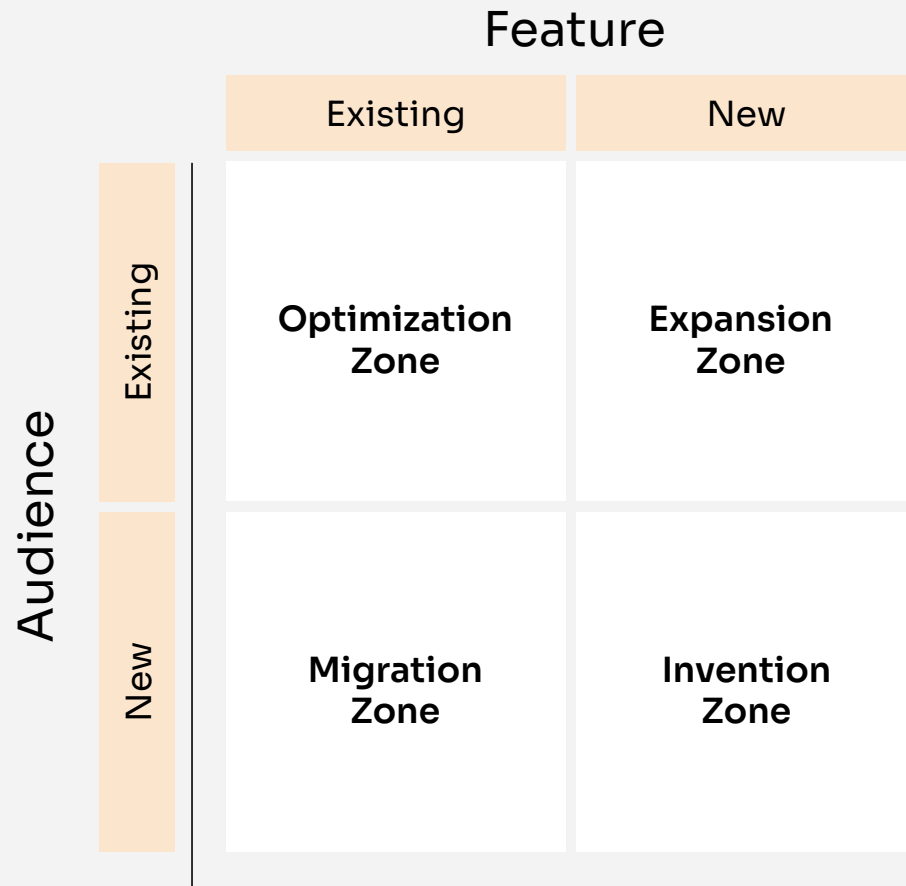 Feature
Existing
New
Audience
Existing
Optimization
Zone
Expansion
Zone
New
Migration
Zone
Invention
Zone